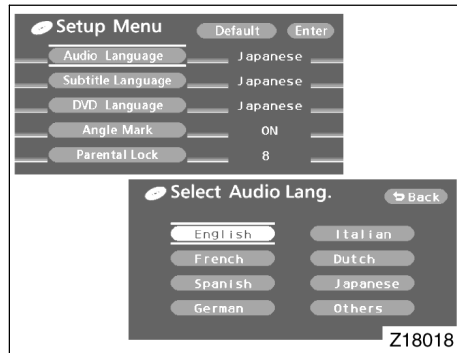 Setup Menu Default Enter
Audio Language Japanese
Subtitle Language Japanese
DVD Language Japanese
Angle Mark ON
Parental Lock 8
Select Audio Lang. Back
English Italian
French Dutch
Spanish Japanese
German Others
Z18018